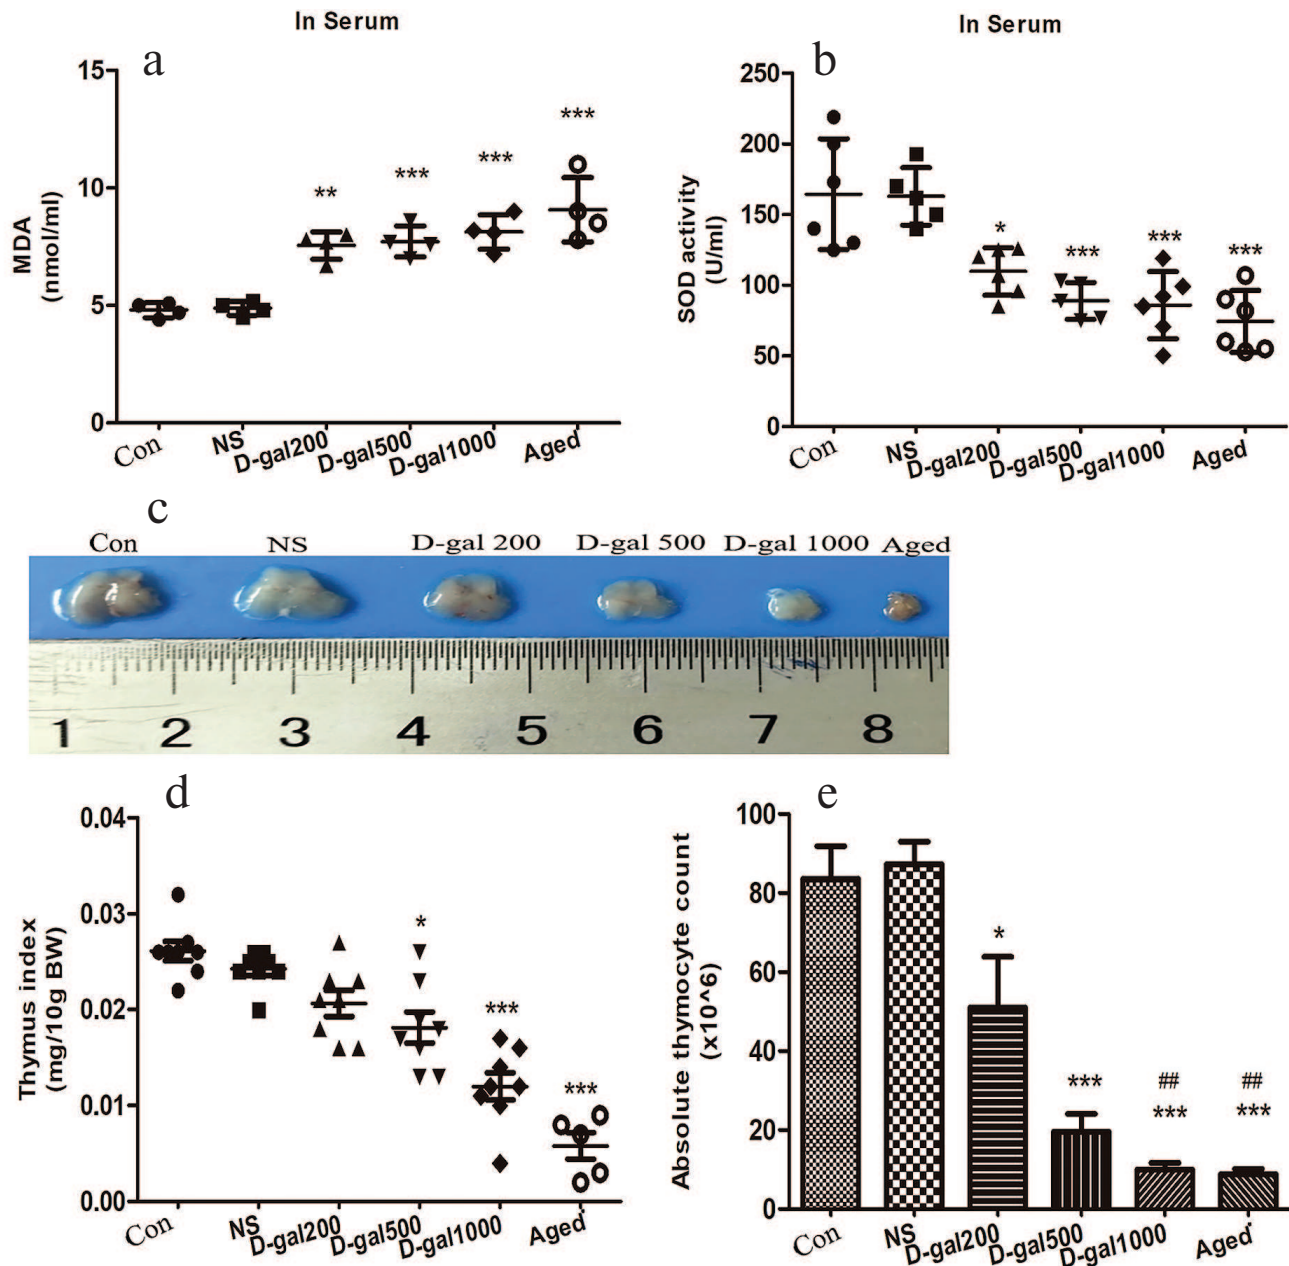 In Serum
a
15
10
5
0
MDA
(nmol/ml)
**
***
***
***
Con
NS
D-gal200
D-gal500
D-gal1000
Aged
In Serum
b
250
200
150
100
50
0
SOD activity
(U/ml)
*
***
***
***
Con
NS
D-gal200
D-gal500
D-gal1000
Aged
c
Con NS D-gal 200 D-gal 500 D-gal 1000 Aged
1 2 3 4 5 6 7 8
d
0.04
0.03
0.02
0.01
0.00
Thymus index
(mg/10g BW)
*
***
***
Con
NS
D-gal200
D-gal500
D-gal1000
Aged
e
100
80
60
40
20
0
Absolute thymocyte count
(x10^6)
*
***
##
***
##
***
Con
NS
D-gal200
D-gal500
D-gal1000
Aged